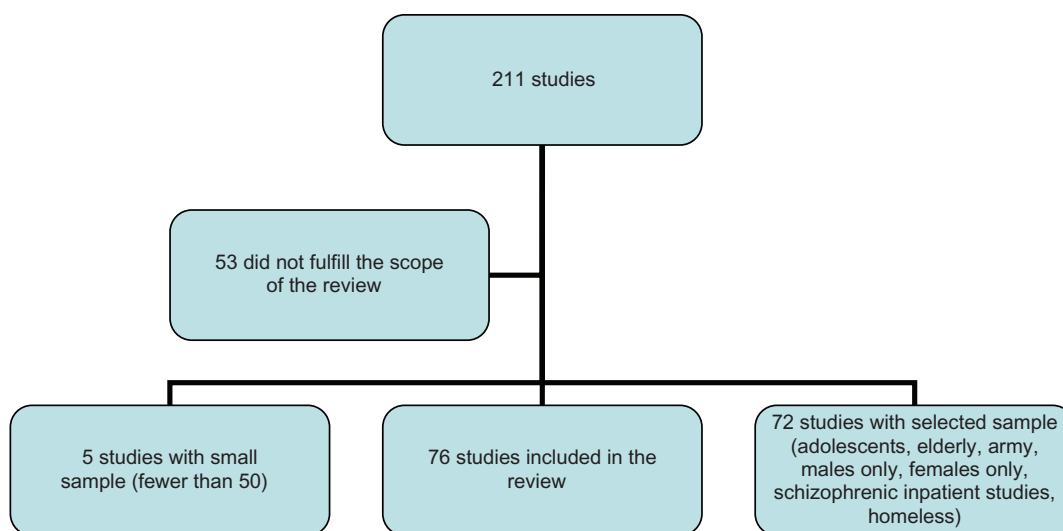 211 studies
53 did not fulfill the scope
of the review
5 studies with small
sample (fewer than 50)
76 studies included in the
review
72 studies with selected sample
(adolescents, elderly, army,
males only, females only,
schizophrenic inpatient studies,
homeless)